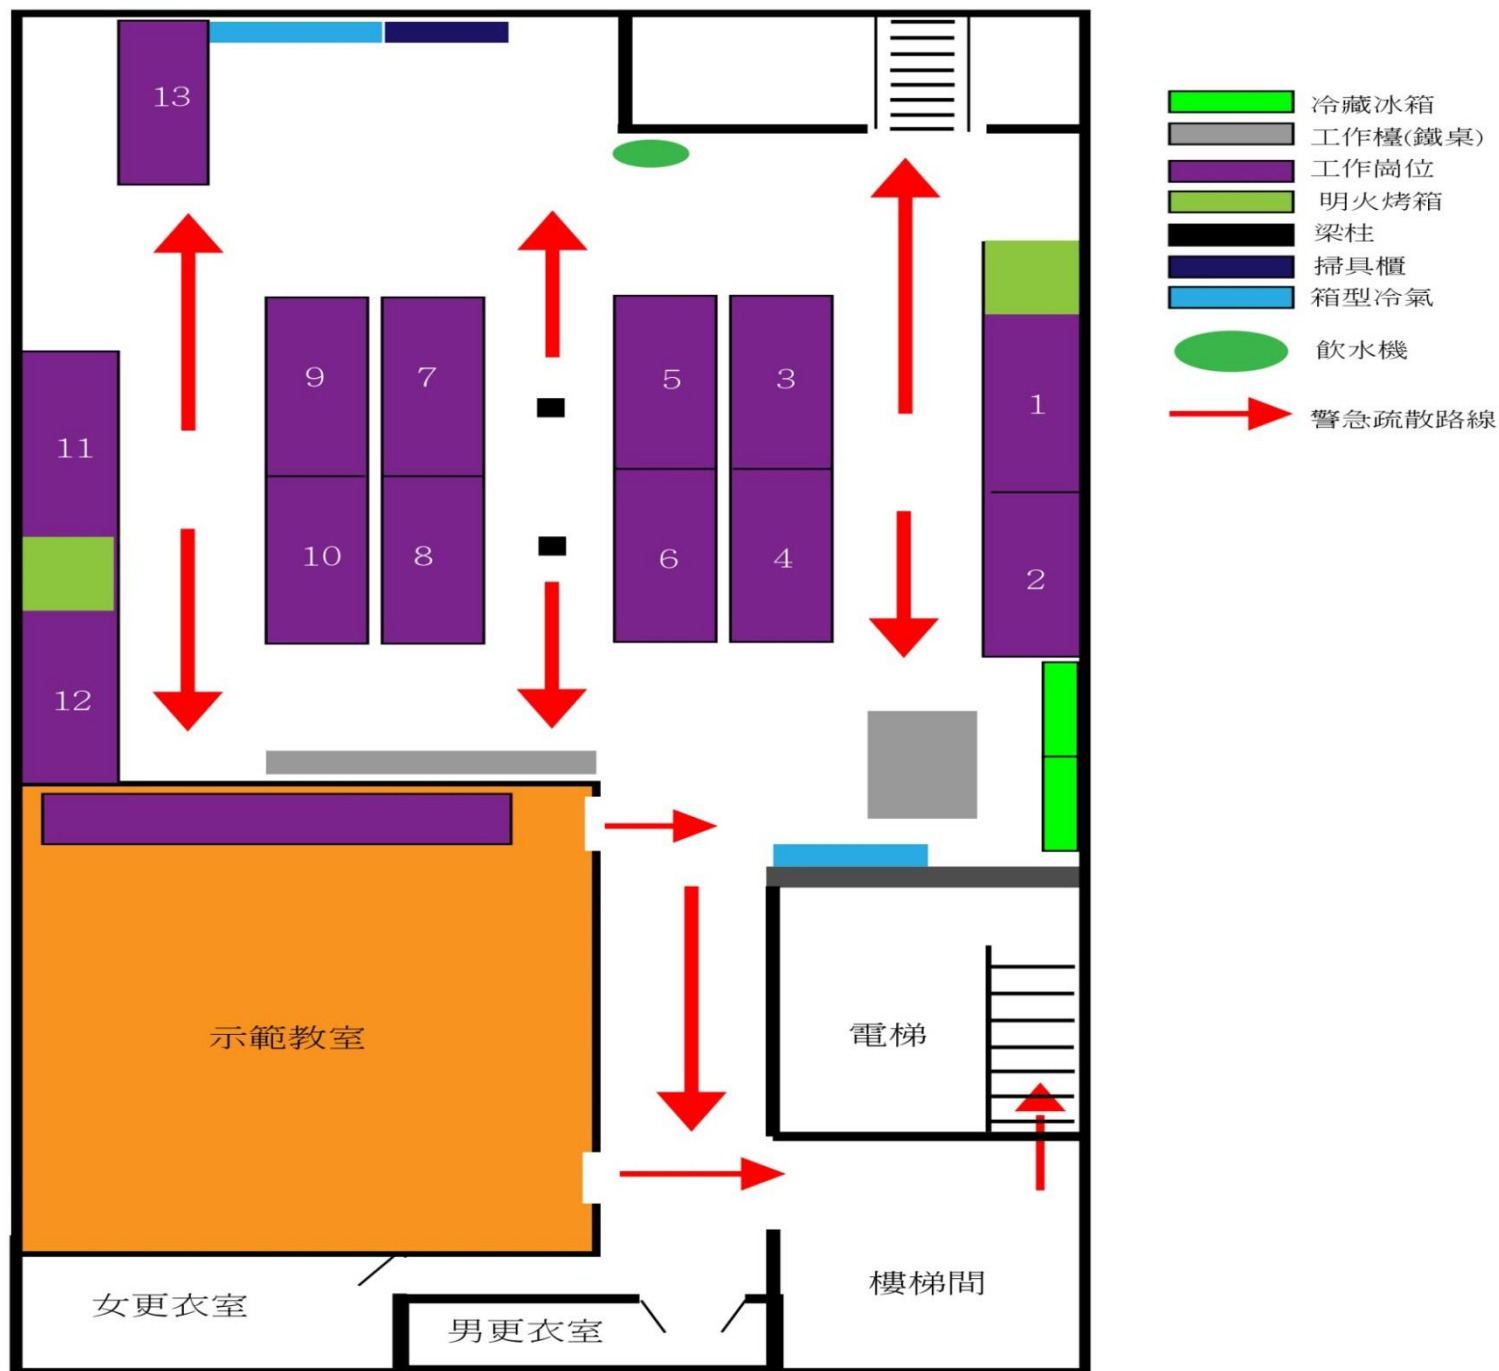 13
冷藏冰箱
工作檯(鐵桌)
工作崗位
明火烤箱
梁柱
掃具櫃
箱型冷氣
飲水機
警急疏散路線
9
7
5
3
1
11
10
8
6
4
2
12
示範教室
電梯
女更衣室
男更衣室
樓梯間